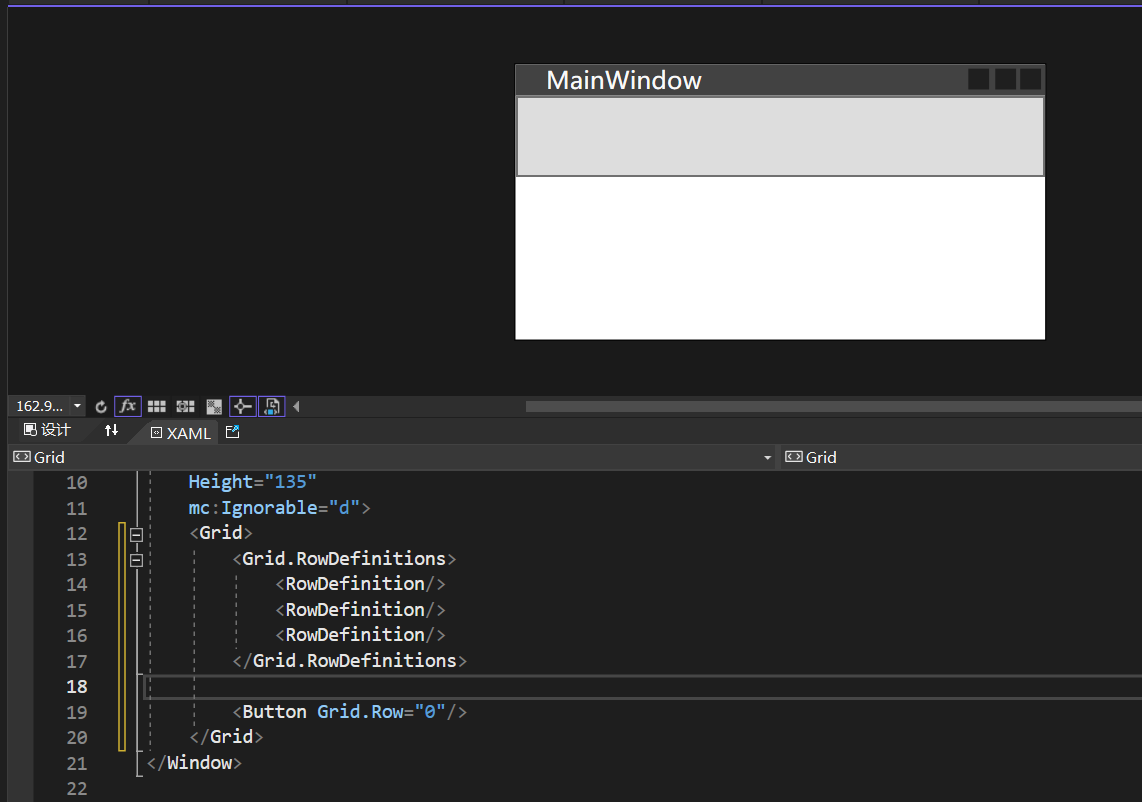 MainWindow
162.9...
fx
设计
XAML
Grid
Grid
10 Height="135"
11 mc:Ignorable="d">
12 <Grid>
13 <Grid.RowDefinitions>
14 <RowDefinition/>
15 <RowDefinition/>
16 <RowDefinition/>
17 </Grid.RowDefinitions>
18
19 <Button Grid.Row="0"/>
20 </Grid>
21 </Window>
22